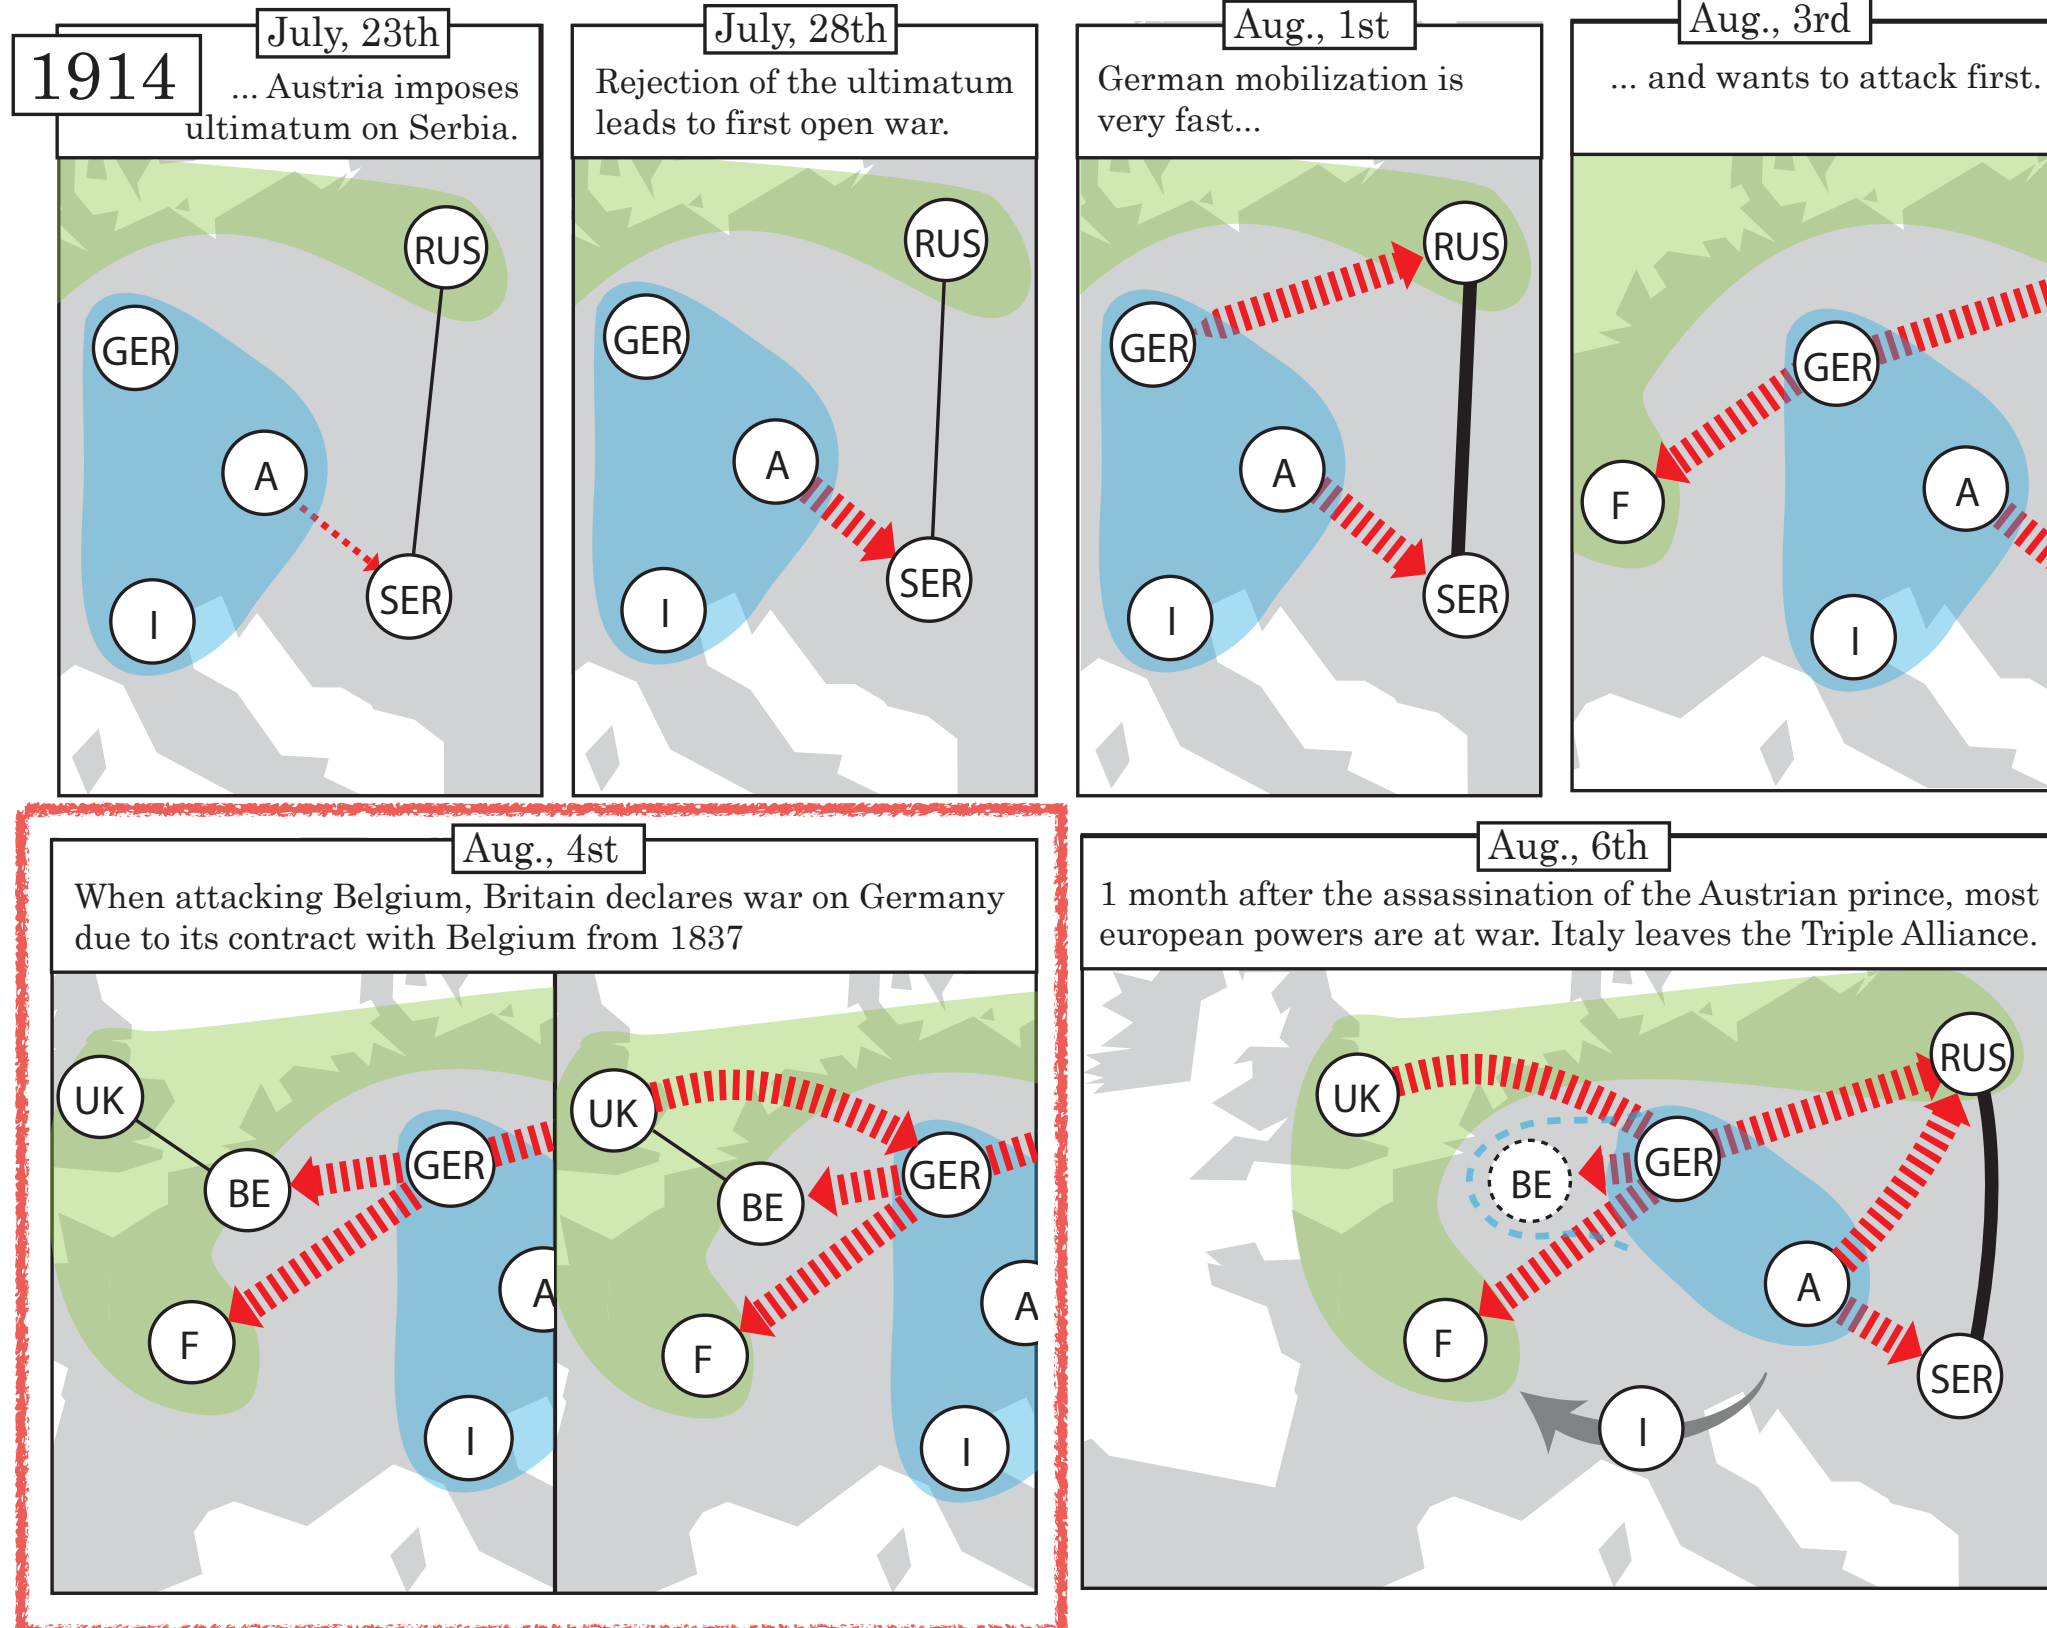 1914
July, 23th
... Austria imposes
ultimatum on Serbia.
RUS
GER
A
SER
I
July, 28th
Rejection of the ultimatum
leads to first open war.
RUS
GER
A
SER
I
Aug., 1st
German mobilization is
very fast...
RUS
GER
A
SER
I
Aug., 3rd
... and wants to attack first.
GER
F
A
I
Aug., 4st
When attacking Belgium, Britain declares war on Germany
due to its contract with Belgium from 1837
UK
GER
BE
A
F
I
UK
GER
BE
A
F
I
Aug., 6th
1 month after the assassination of the Austrian prince, most
european powers are at war. Italy leaves the Triple Alliance.
RUS
UK
GER
BE
A
F
SER
I